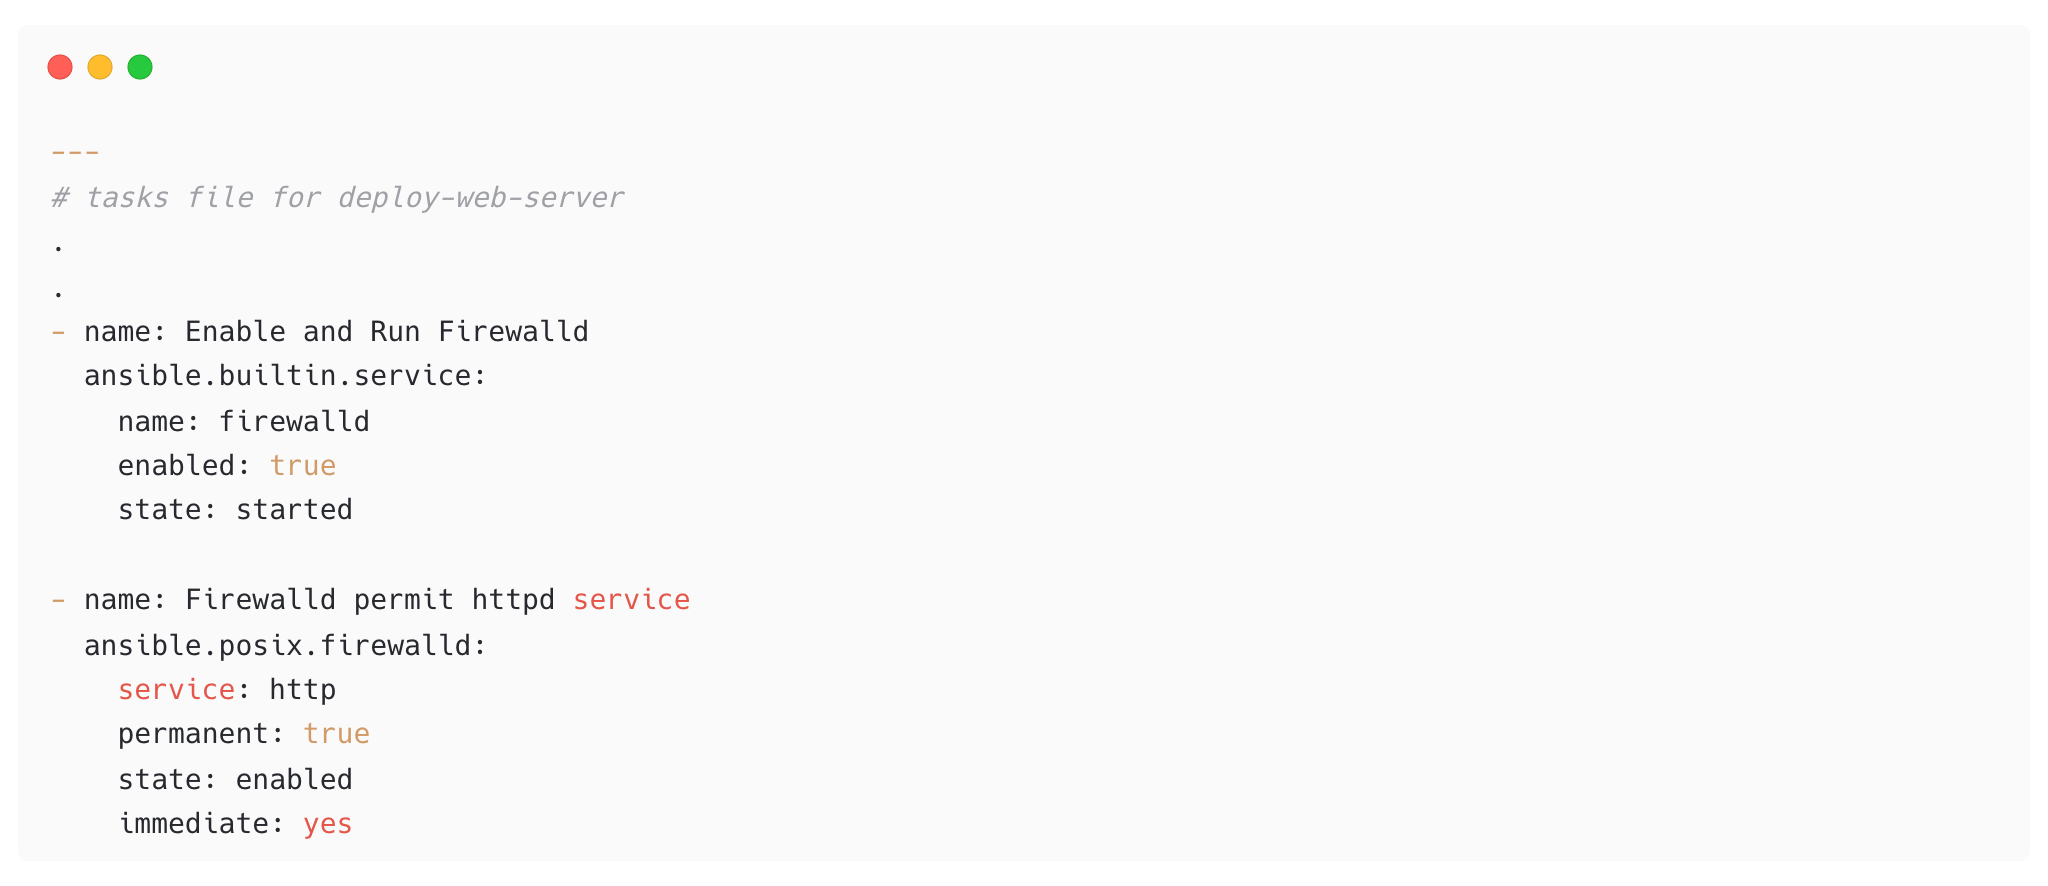 ---
# tasks file for deploy-web-server
.
.
- name: Enable and Run Firewalld
  ansible.builtin.service:
    name: firewalld
    enabled: true
    state: started

- name: Firewalld permit httpd service
  ansible.posix.firewalld:
    service: http
    permanent: true
    state: enabled
    immediate: yes